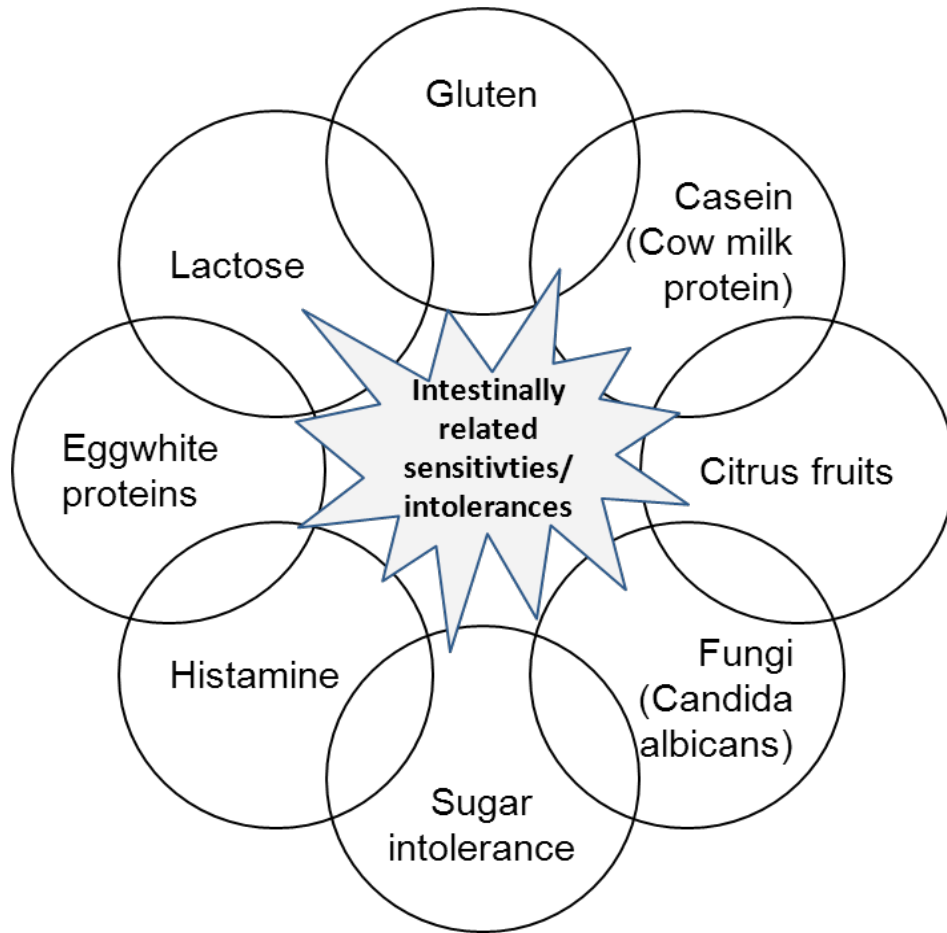 Gluten
Casein
(Cow milk
protein)
Lactose
Intestinally
related
sensitivties/
intolerances
Eggwhite
proteins
Citrus fruits
Histamine
Fungi
(Candida
albicans)
Sugar
intolerance